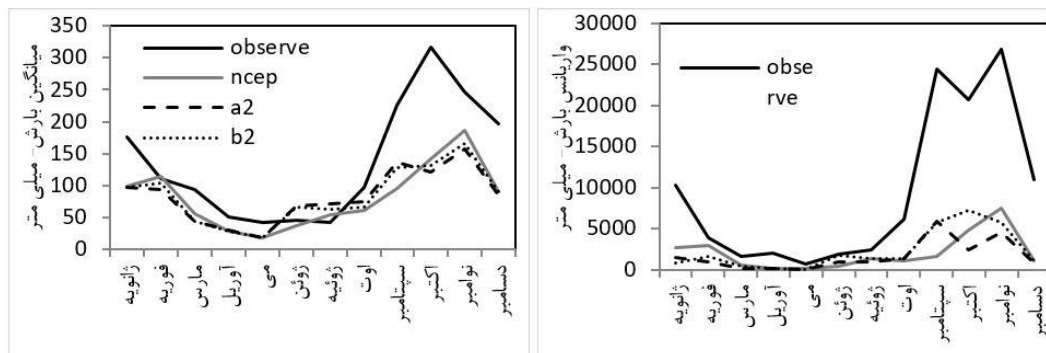 میانگین بارش- میلی متر
350
300
250
200
150
100
50
0
observe
ncep
a2
b2
ژانویه
فوریه
مارس
آوریل
می
ژوئن
ژوئیه
اوت
سپتامبر
اکتبر
نوامبر
دسامبر
واریانس بارش- میلی متر
30000
25000
20000
15000
10000
5000
0
obse
rve
ژانویه
فوریه
مارس
آوریل
می
ژوئن
ژوئیه
اوت
سپتامبر
اکتبر
نوامبر
دسامبر